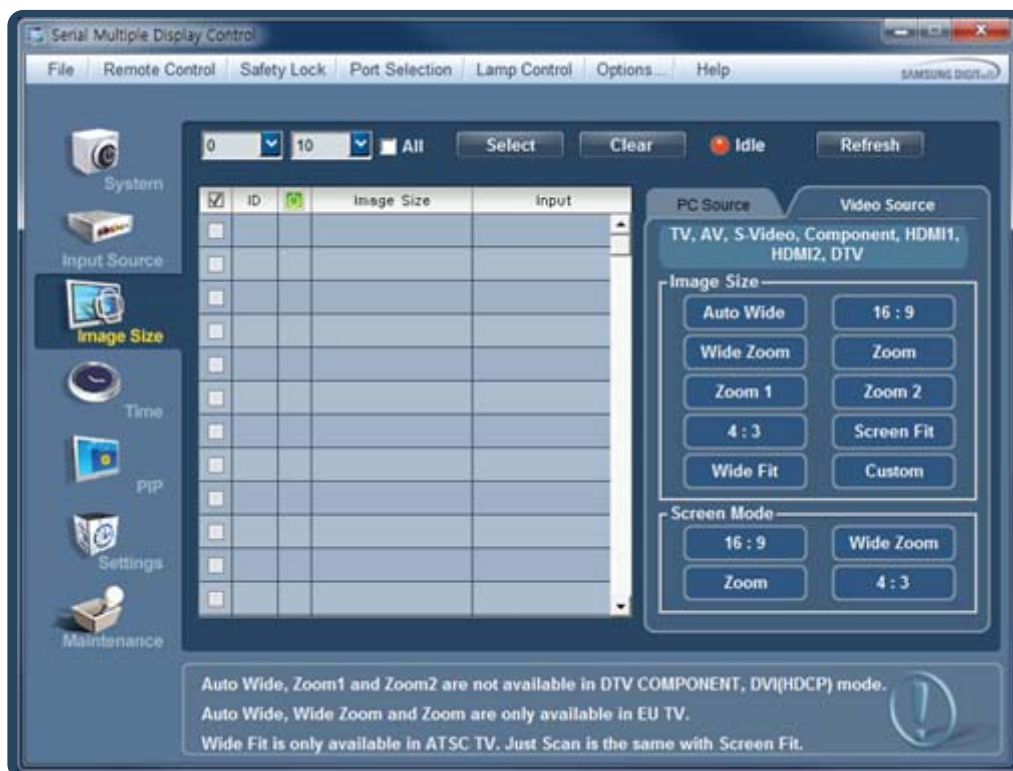 Serial Multiple Display Control
File Remote Control Safety Lock Port Selection Lamp Control Options... Help
SAMSUNG DIGITall
0 10 All Select Clear Idle Refresh
System
Input Source
Image Size
Time
PIP
Settings
Maintenance
ID Image Size Input
PC Source Video Source
TV, AV, S-Video, Component, HDMI1,
HDMI2, DTV
Image Size
Auto Wide 16 : 9
Wide Zoom Zoom
Zoom 1 Zoom 2
4 : 3 Screen Fit
Wide Fit Custom
Screen Mode
16 : 9 Wide Zoom
Zoom 4 : 3
Auto Wide, Zoom1 and Zoom2 are not available in DTV COMPONENT, DVI(HDCP) mode.
Auto Wide, Wide Zoom and Zoom are only available in EU TV.
Wide Fit is only available in ATSC TV. Just Scan is the same with Screen Fit.